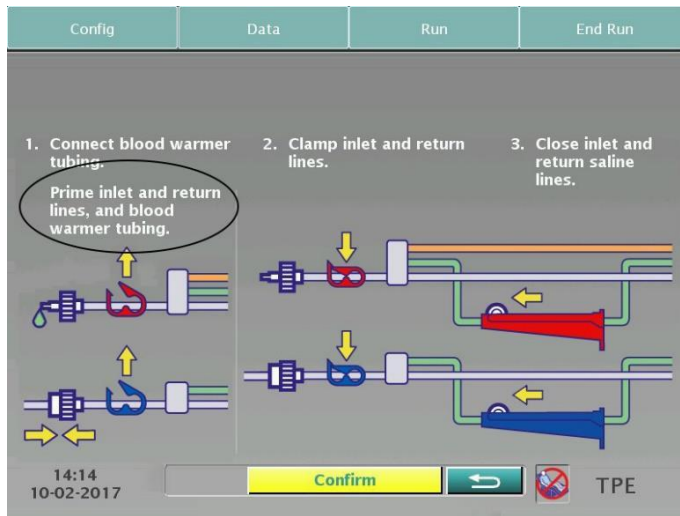 Config
Data
Run
End Run
1. Connect blood warmer
tubing.
Prime inlet and return
lines, and blood
warmer tubing.
2. Clamp inlet and return
lines.
3. Close inlet and
return saline
lines.
14:14
10-02-2017
Confirm
TPE